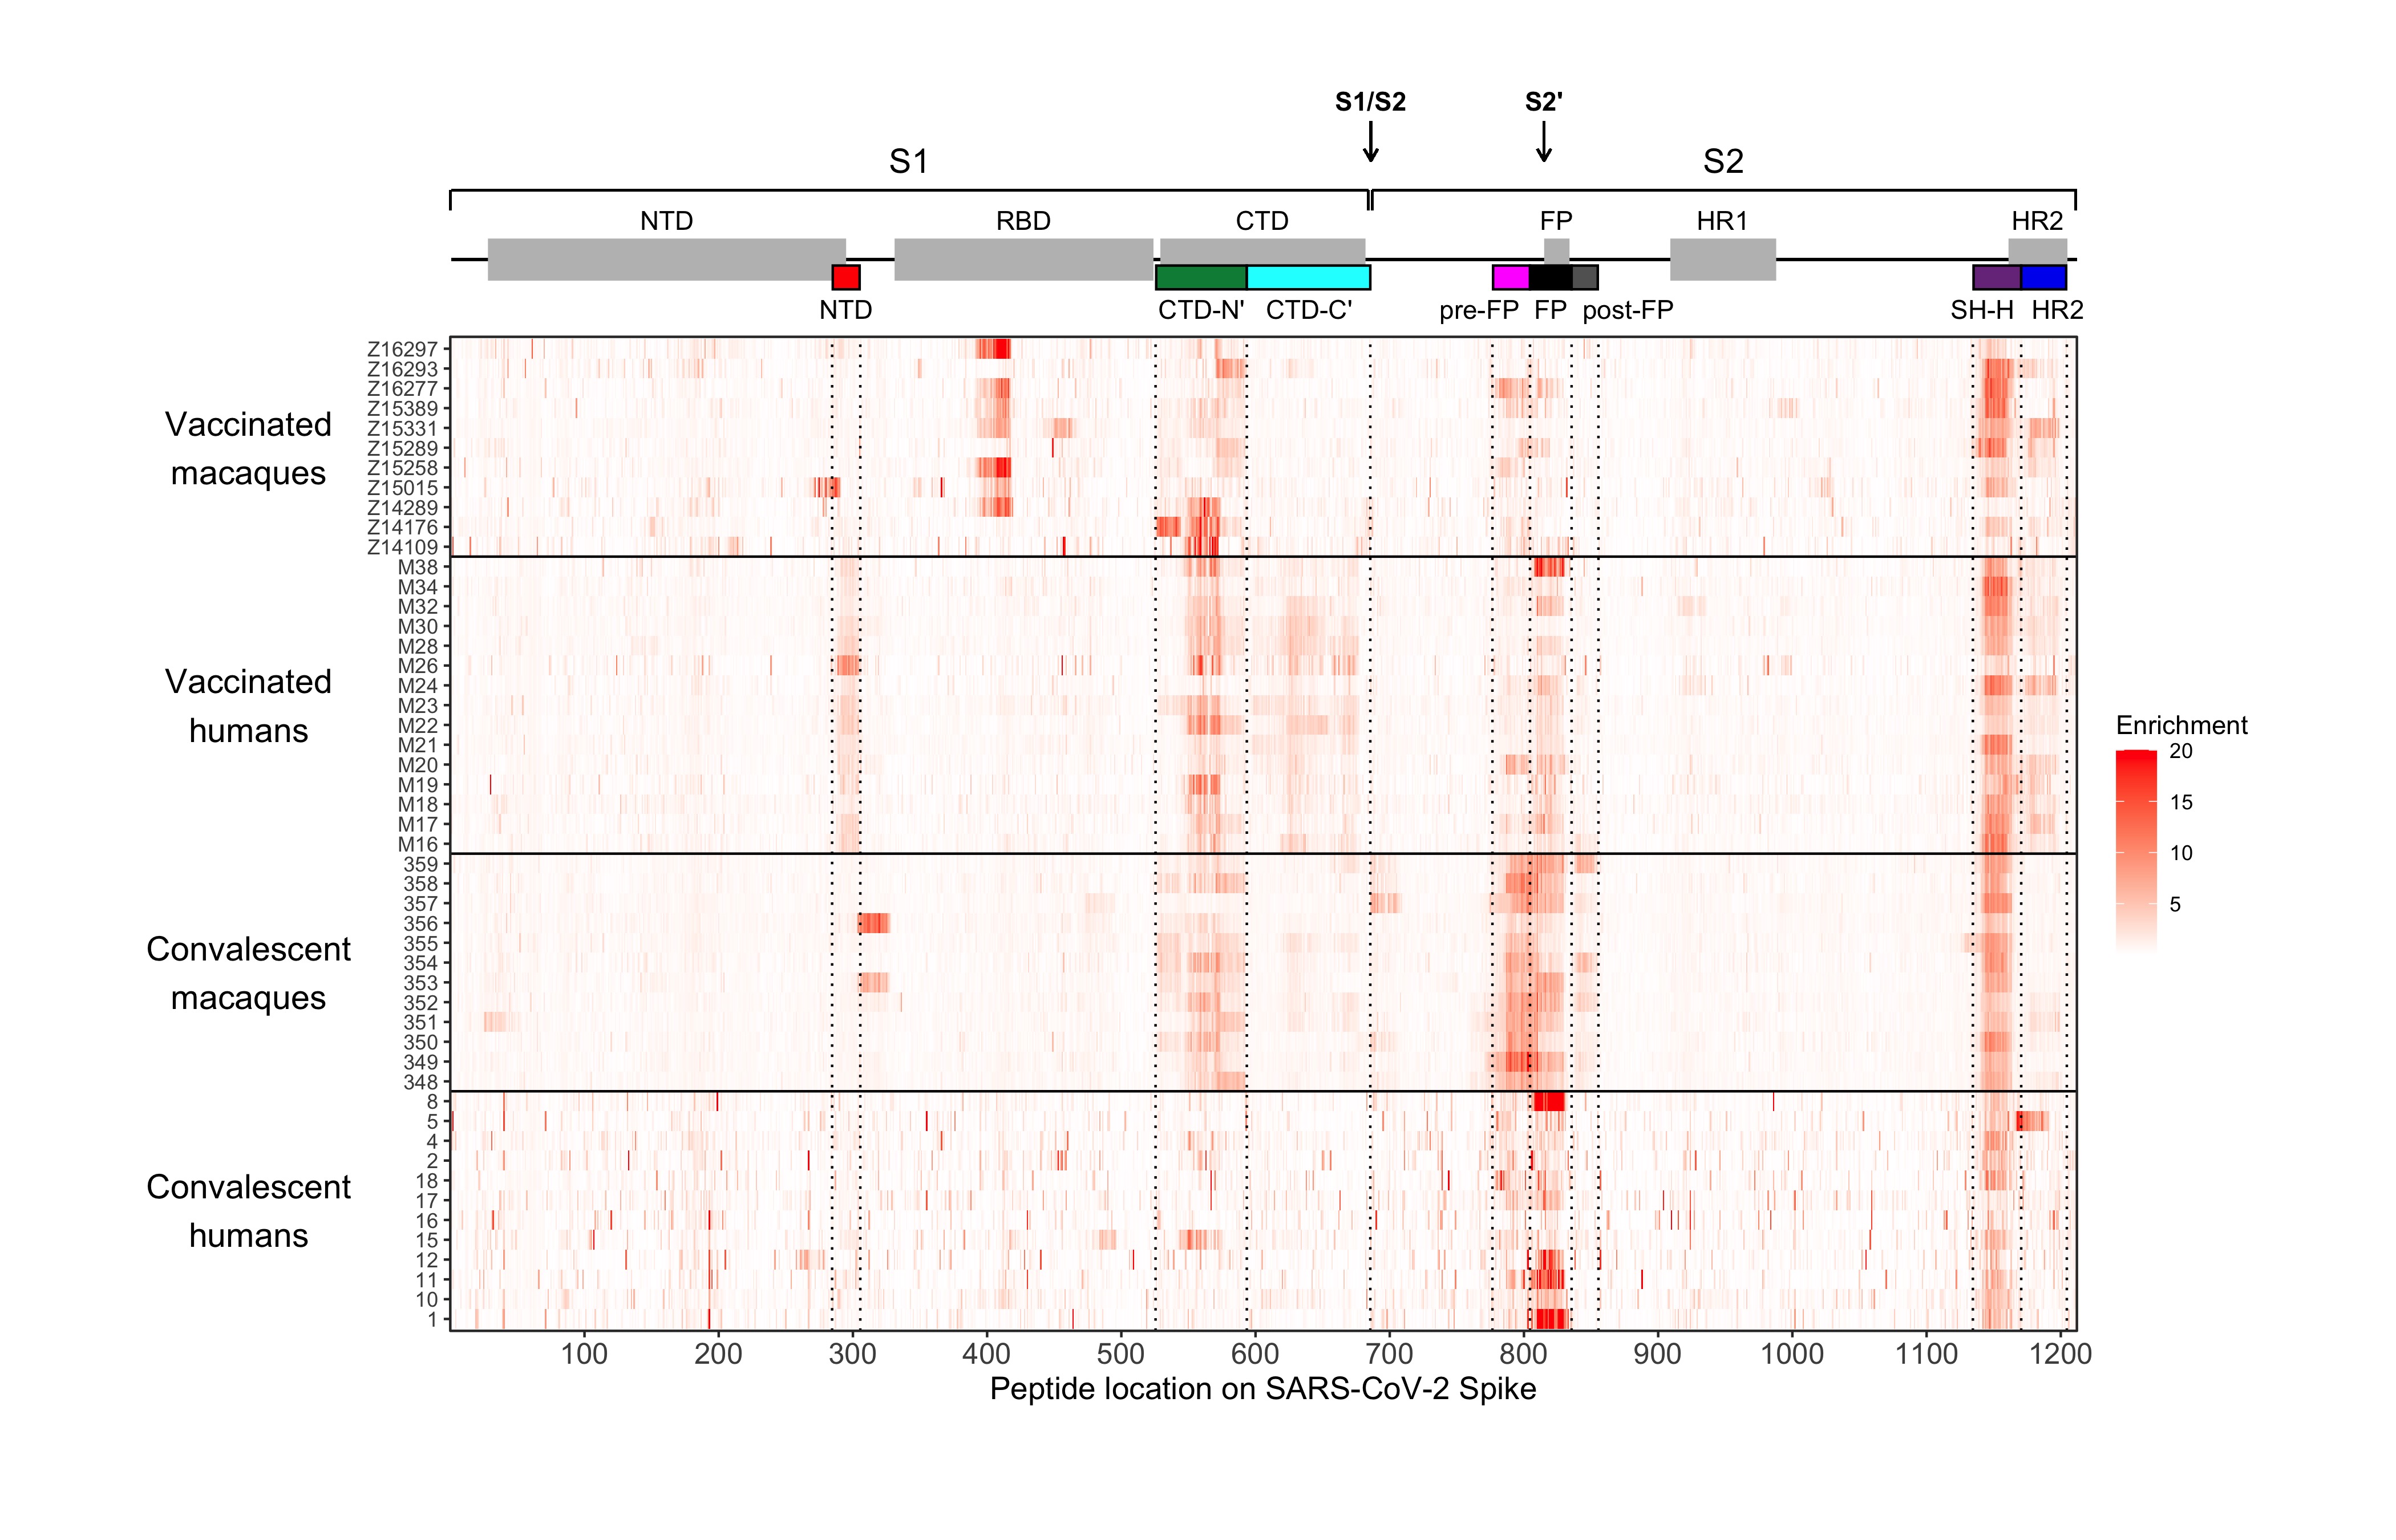 S1/S2 S2'
S1 S2
NTD RBD CTD FP HR1 HR2
NTD CTD-N' CTD-C' pre-FP FP post-FP SH-H HR2
Vaccinated
macaques
Z16297
Z16293
Z16277
Z15389
Z15331
Z15289
Z15258
Z15015
Z14289
Z14176
Z14109
Vaccinated
humans
M38
M34
M32
M30
M28
M26
M24
M23
M22
M21
M20
M19
M18
M17
M16
Convalescent
macaques
359
358
357
356
355
354
353
352
351
350
349
348
Convalescent
humans
8
5
4
2
18
17
16
15
12
11
10
1
100 200 300 400 500 600 700 800 900 1000 1100 1200
Peptide location on SARS-CoV-2 Spike
Enrichment
20
15
10
5